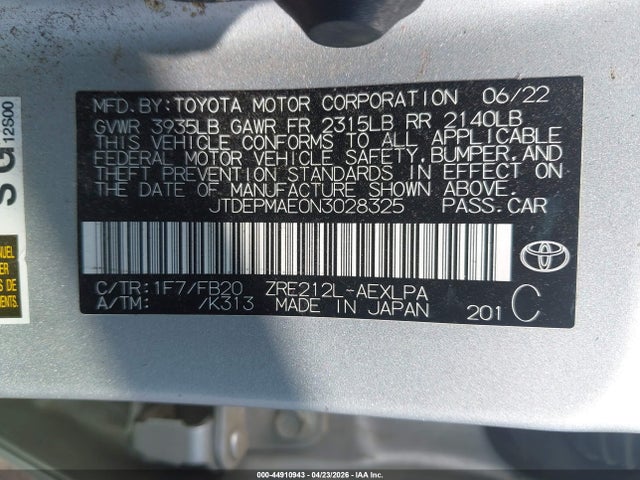 MFD.BY: TOYOTA MOTOR CORPORATION 06/22
GVWR 3935LB GAWR FR 2315LB RR 2140LB
THIS VEHICLE CONFORMS TO ALL APPLICABLE
FEDERAL MOTOR VEHICLE SAFETY, BUMPER, AND
THEFT PREVENTION STANDARDS IN EFFECT ON
THE DATE OF MANUFACTURE SHOWN ABOVE.
JTDEPMAE0N3028325 PASS.CAR
C/TR: 1F7/FB20 ZRE212L-AEXLPA
A/TM: /K313 MADE IN JAPAN 201 C
12S00
000-44910943 - 04/23/2026 - IAA Inc.